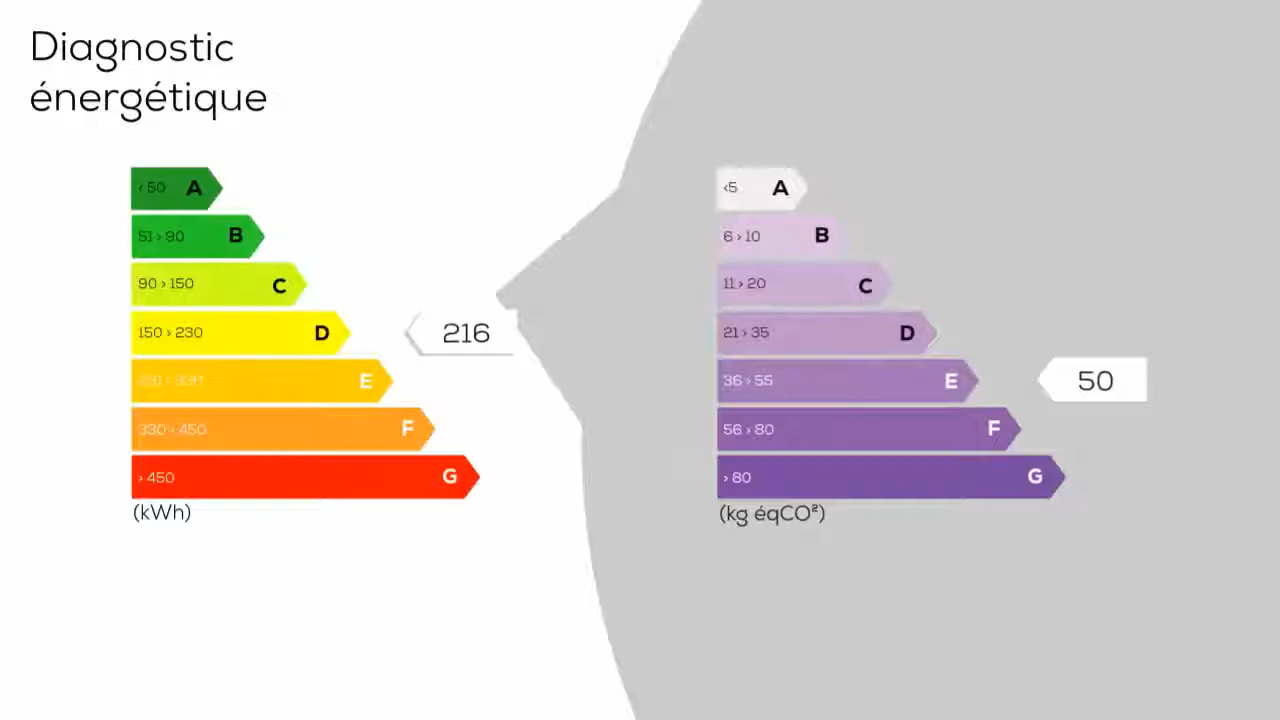 Diagnostic
énergétique
< 50 A
51 > 90 B
90 > 150 C
150 > 230 D
216
E
330 > 450 F
> 450 G
(kWh)
<5 A
6 > 10 B
11 > 20 C
21 > 35 D
36 > 55 E
50
56 > 80 F
> 80 G
(kg éqCO²)